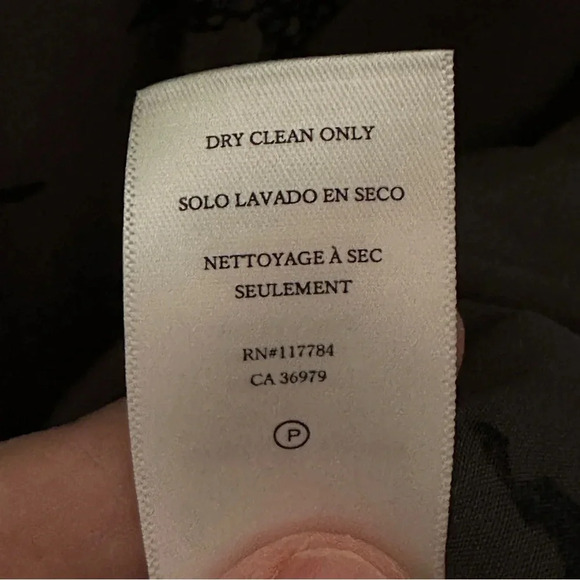 DRY CLEAN ONLY
SOLO LAVADO EN SECO
NETTOYAGE À SEC
SEULEMENT
RN#117784
CA 36979
P